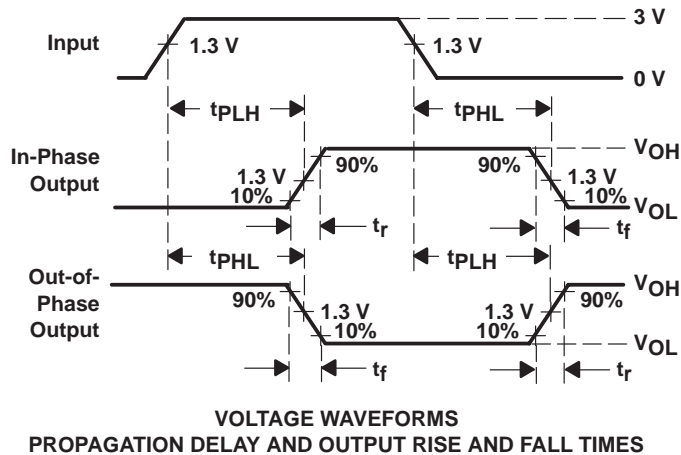 3 V
Input
1.3 V
1.3 V
0 V
tPLH
tPHL
In-Phase
Output
90%
90%
VOH
1.3 V
1.3 V
10%
10%
VOL
tr
tf
tPHL
tPLH
Out-of-
Phase
Output
90%
90%
VOH
1.3 V
1.3 V
10%
10%
VOL
tf
tr
VOLTAGE WAVEFORMS
PROPAGATION DELAY AND OUTPUT RISE AND FALL TIMES